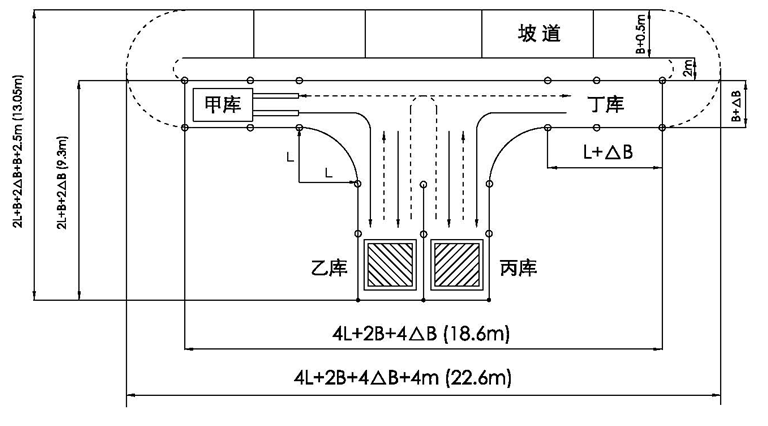 坡道
B+0.5m
2m
甲库
丁库
B+△B
2L+B+2△B+B+2.5m (13.05m)
2L+B+2△B (9.3m)
L
L
L+△B
乙库
丙库
4L+2B+4△B (18.6m)
4L+2B+4△B+4m (22.6m)